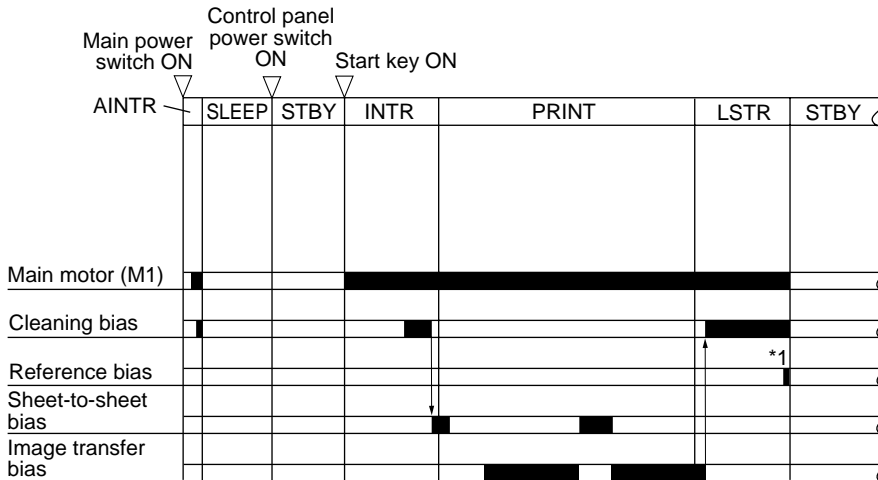 Control panel
Main power power switch
switch ON ON Start key ON
AINTR SLEEP STBY INTR PRINT LSTR STBY
Main motor (M1)
Cleaning bias
*1
Reference bias
Sheet-to-sheet
bias
Image transfer
bias